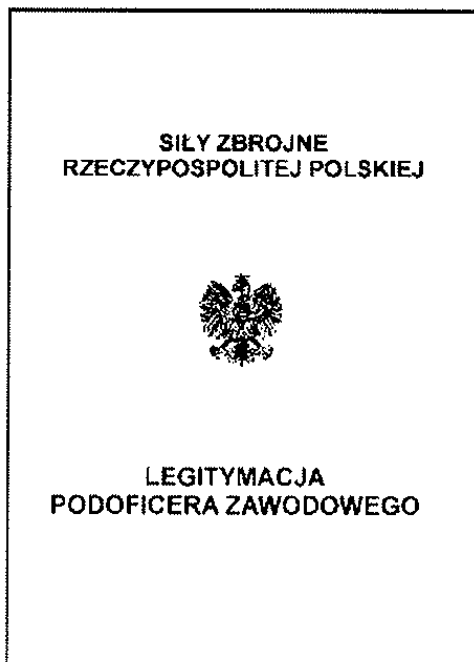 SIŁY ZBROJNE
RZECZYPOSPOLITEJ POLSKIEJ
LEGITYMACJA
PODOFICERA ZAWODOWEGO